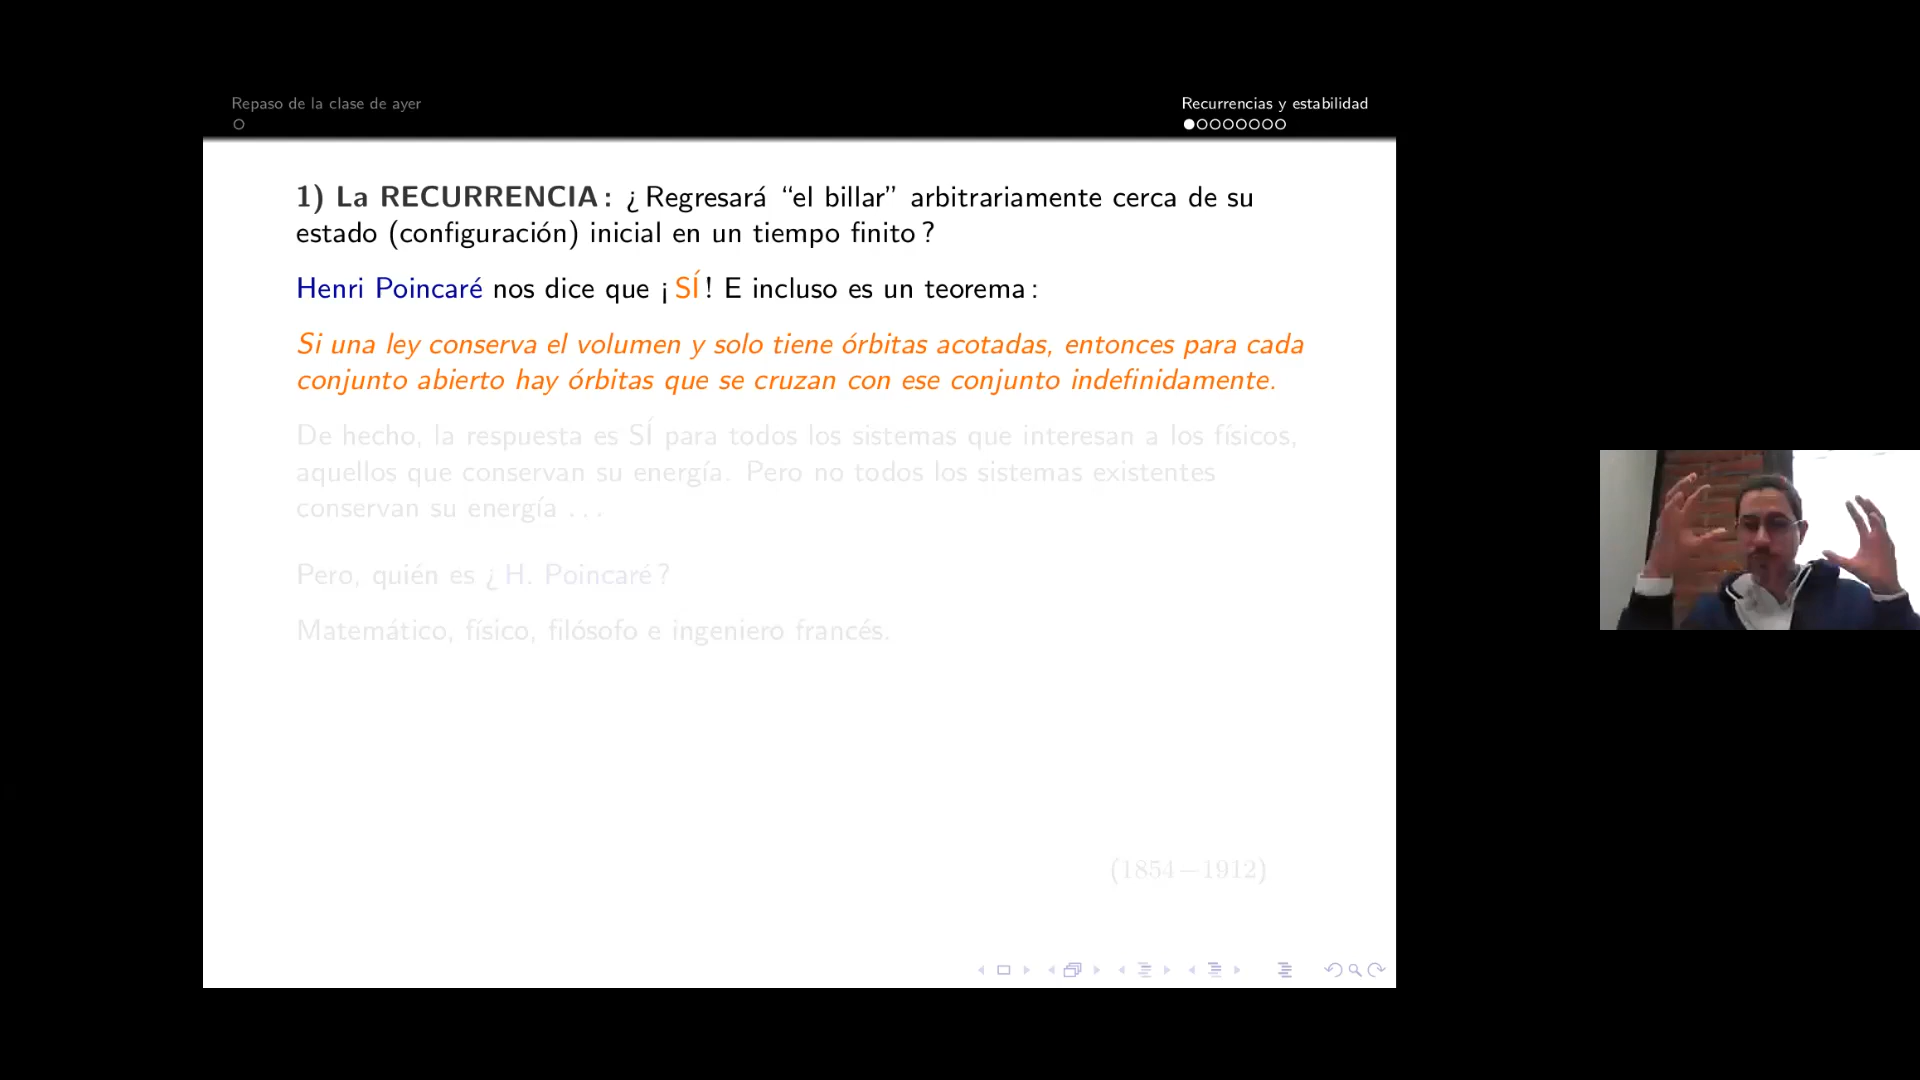 Repaso de la clase de ayer
Recurrencias y estabilidad
1) La RECURRENCIA : ¿ Regresará “el billar” arbitrariamente cerca de su
estado (configuración) inicial en un tiempo finito ?
Henri Poincaré nos dice que ¡ SÍ ! E incluso es un teorema :
Si una ley conserva el volumen y solo tiene órbitas acotadas, entonces para cada
conjunto abierto hay órbitas que se cruzan con ese conjunto indefinidamente.
De hecho, la respuesta es SÍ para todos los sistemas que interesan a los físicos,
aquellos que conservan su energía. Pero no todos los sistemas existentes
conservan su energía . . .
Pero, quién es ¿ H. Poincaré ?
Matemático, físico, filósofo e ingeniero francés.
(1854 – 1912)